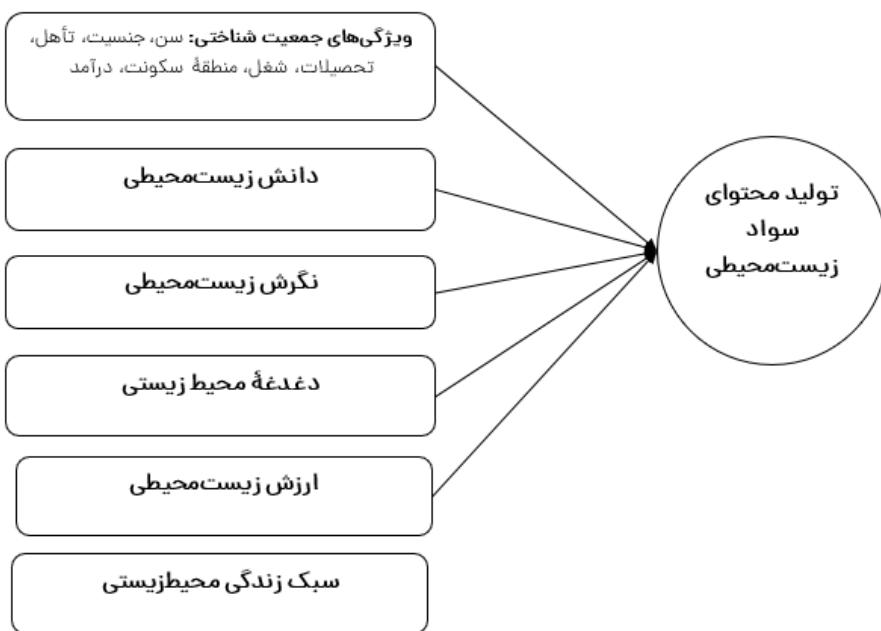 ویژگی‌های جمعیت شناختی: سن، جنسیت، تأهل،
تحصیلات، شغل، منطقهٔ سکونت، درآمد
دانش زیست‌محیطی
نگرش زیست‌محیطی
دغدغهٔ محیط زیستی
ارزش زیست‌محیطی
سبک زندگی محیط‌زیستی
تولید محتوای
سواد
زیست‌محیطی